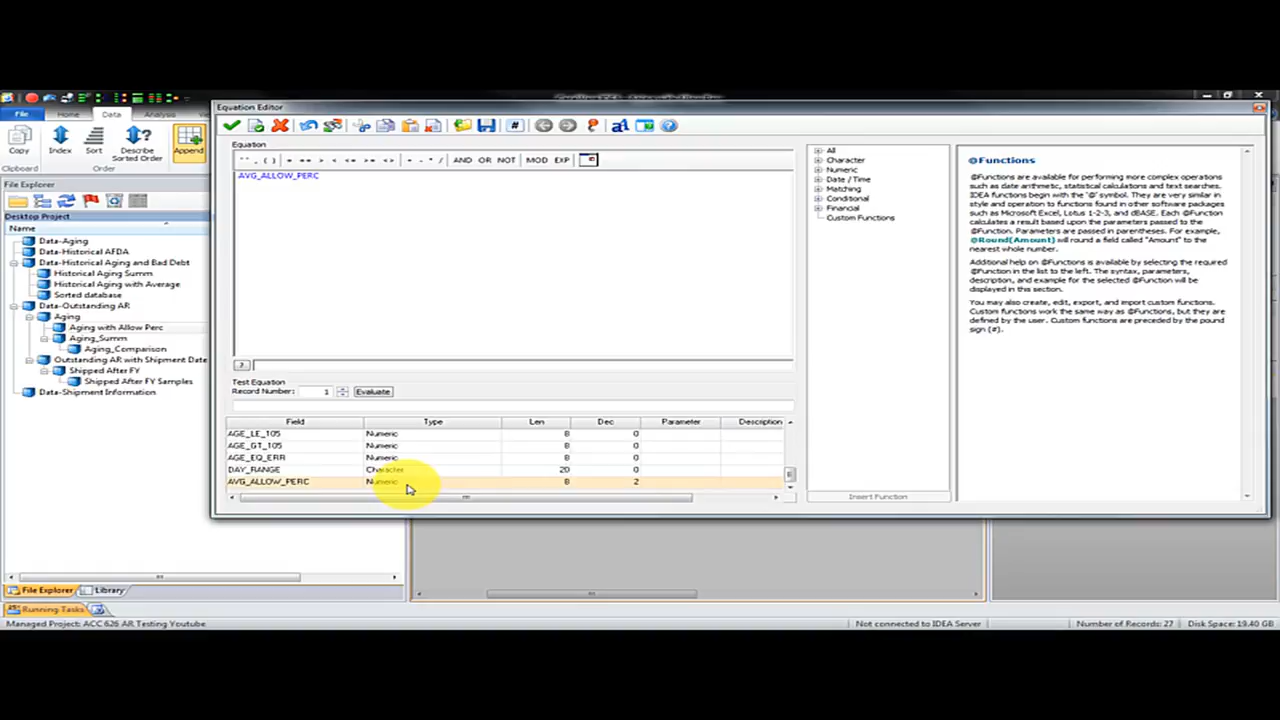 Equation Editor
File
Home
Data
Analysis
Copy
Index
Sort
Describe Sorted Order
Append
Clipboard
Order
File Explorer
Desktop Project
Name
Data-Aging
Data-Historical AFDA
Data-Historical Aging and Bad Debt
Historical Aging Summ
Historical Aging with Average
Sorted database
Data-Outstanding AR
Aging
Aging with Allow Perc
Aging_Summ
Aging_Comparison
Outstanding AR with Shipment Date
Shipped After FY
Shipped After FY Samples
Data-Shipment Information
Equation
AND OR NOT MOD EXP
AVG_ALLOW_PERC
Test Equation
Record Number: 1 Evaluate
Field Type Len Dec Parameter Description
AGE_LE_105 Numeric 8 0
AGE_GT_105 Numeric 8 0
AGE_EQ_ERR Numeric 8 0
DAY_RANGE Character 20 0
AVG_ALLOW_PERC Numeric 8 2
All
Character
Numeric
Date / Time
Matching
Conditional
Financial
Custom Functions
Insert Function
@Functions
@Functions are available for performing more complex operations
such as date arithmetic, statistical calculations and text searches.
IDEA functions begin with the '@' symbol. They are very similar in
style and operation to functions found in other software packages
such as Microsoft Excel, Lotus 1-2-3, and dBASE. Each @Function
calculates a result based upon the parameters passed to the
@Function. Parameters are passed in parentheses. For example,
@Round(Amount) will round a field called "Amount" to the
nearest whole number.
Additional help on @Functions is available by selecting the required
@Function in the list to the left. The syntax, parameters,
description, and example for the selected @Function will be
displayed in this section.
You may also create, edit, export, and import custom functions.
Custom functions work the same way as @Functions, but they are
defined by the user. Custom functions are preceded by the pound
sign (#).
File Explorer
Library
Running Tasks
Managed Project: ACC 626 AR Testing Youtube
Not connected to IDEA Server
Number of Records: 27
Disk Space: 19.40 GB